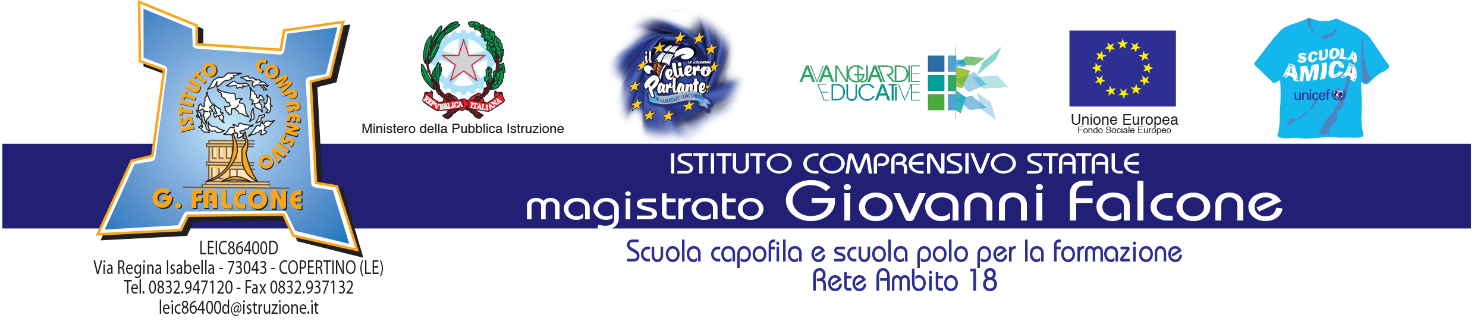 ISTITUTO COMPRENSIVO
G. FALCONE
LEIC86400D
Via Regina Isabella - 73043 - COPERTINO (LE)
Tel. 0832.947120 - Fax 0832.937132
leic86400d@istruzione.it
REPVBBLICA ITALIANA
Ministero della Pubblica Istruzione
il Veliero
Parlante
AVANGUARDIE
EDUCATIVE
Unione Europea
Fondo Sociale Europeo
SCUOLA
AMICA
unicef
ISTITUTO COMPRENSIVO STATALE
magistrato Giovanni Falcone
Scuola capofila e scuola polo per la formazione
Rete Ambito 18